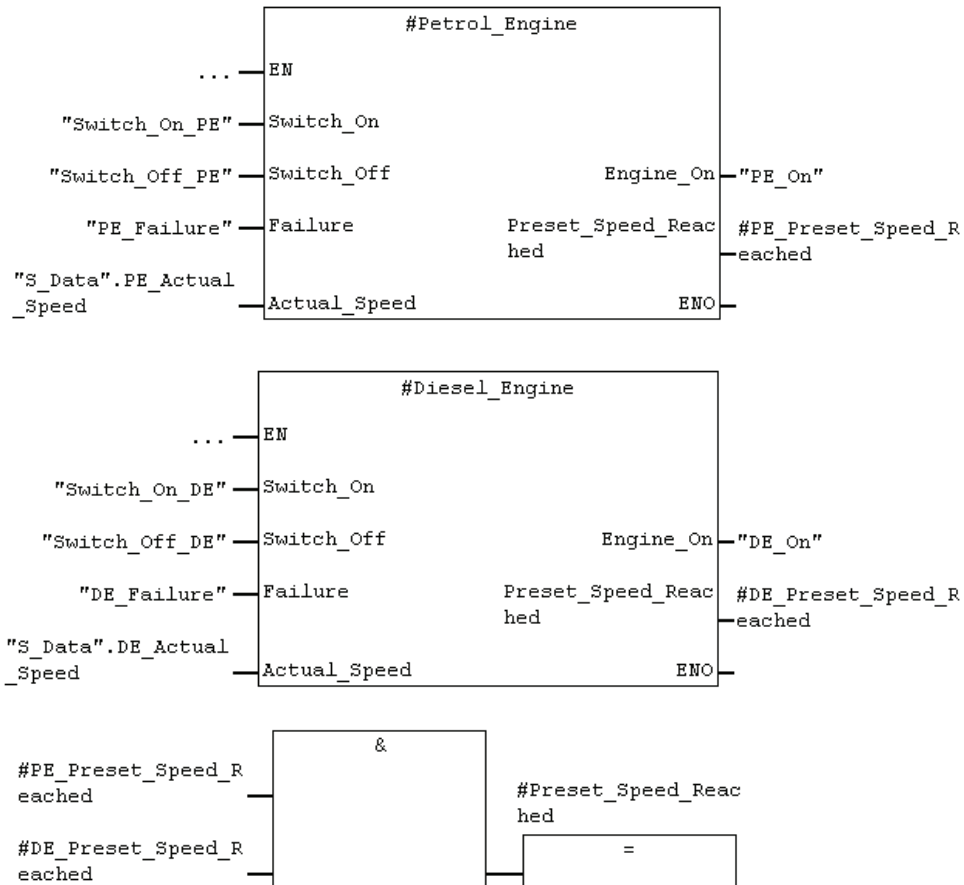 #Petrol_Engine
... EN
"Switch_On_PE" Switch_On
"Switch_Off_PE" Switch_Off Engine_On "PE_On"
"PE_Failure" Failure Preset_Speed_Reac #PE_Preset_Speed_R
hed eached
"S_Data".PE_Actual
_Speed Actual_Speed ENO
#Diesel_Engine
... EN
"Switch_On_DE" Switch_On
"Switch_Off_DE" Switch_Off Engine_On "DE_On"
"DE_Failure" Failure Preset_Speed_Reac #DE_Preset_Speed_R
hed eached
"S_Data".DE_Actual
_Speed Actual_Speed ENO
&
#PE_Preset_Speed_R
eached
#Preset_Speed_Reac
hed
#DE_Preset_Speed_R =
eached